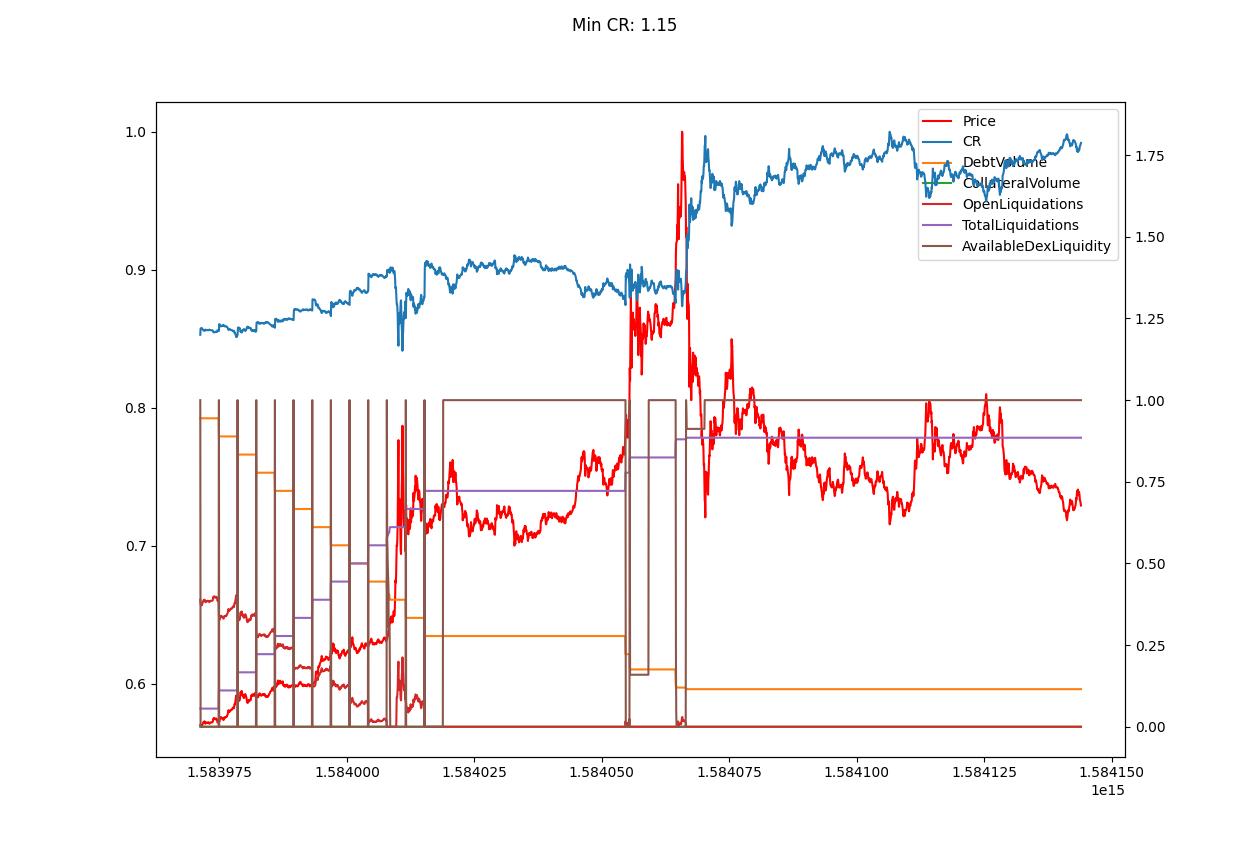 Min CR: 1.15
1.0
0.9
0.8
0.7
0.6
Price
CR
DebtVolume
CollateralVolume
OpenLiquidations
TotalLiquidations
AvailableDexLiquidity
1.75
1.50
1.25
1.00
0.75
0.50
0.25
0.00
1.583975 1.584000 1.584025 1.584050 1.584075 1.584100 1.584125 1.584150
1e15